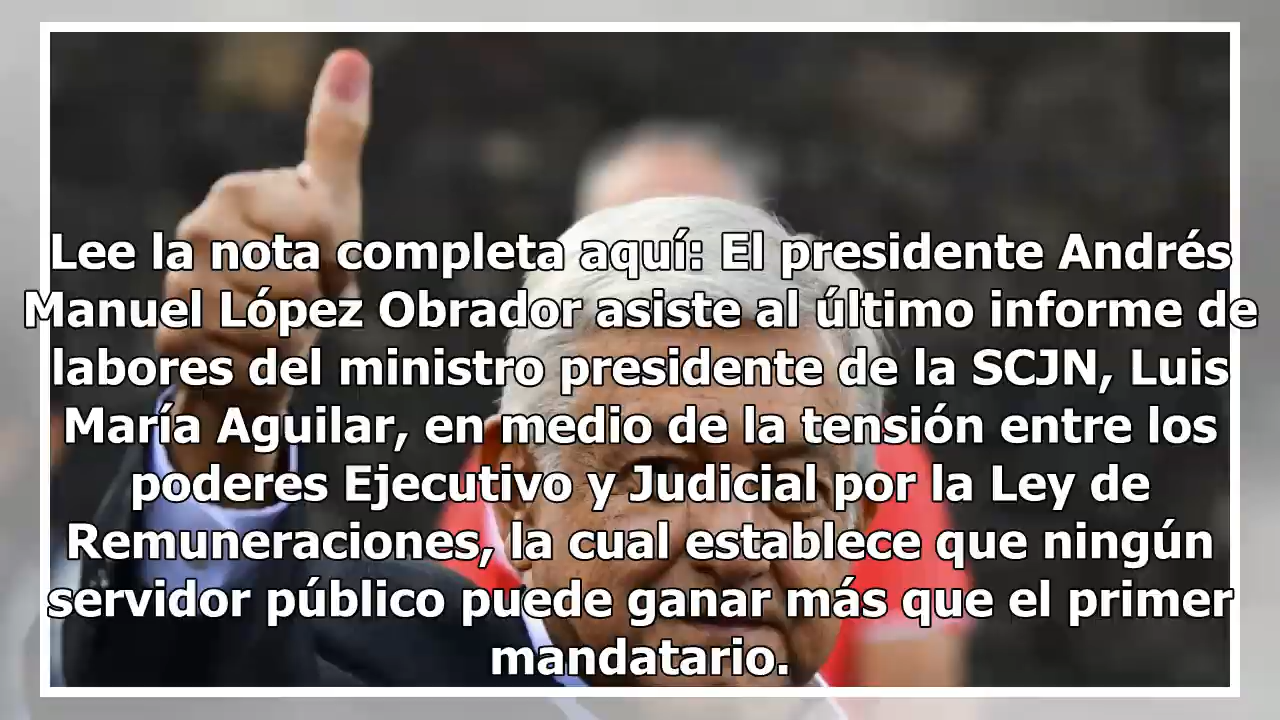 Lee la nota completa aquí: El presidente Andrés
Manuel López Obrador asiste al último informe de
labores del ministro presidente de la SCJN, Luis
María Aguilar, en medio de la tensión entre los
poderes Ejecutivo y Judicial por la Ley de
Remuneraciones, la cual establece que ningún
servidor público puede ganar más que el primer
mandatario.